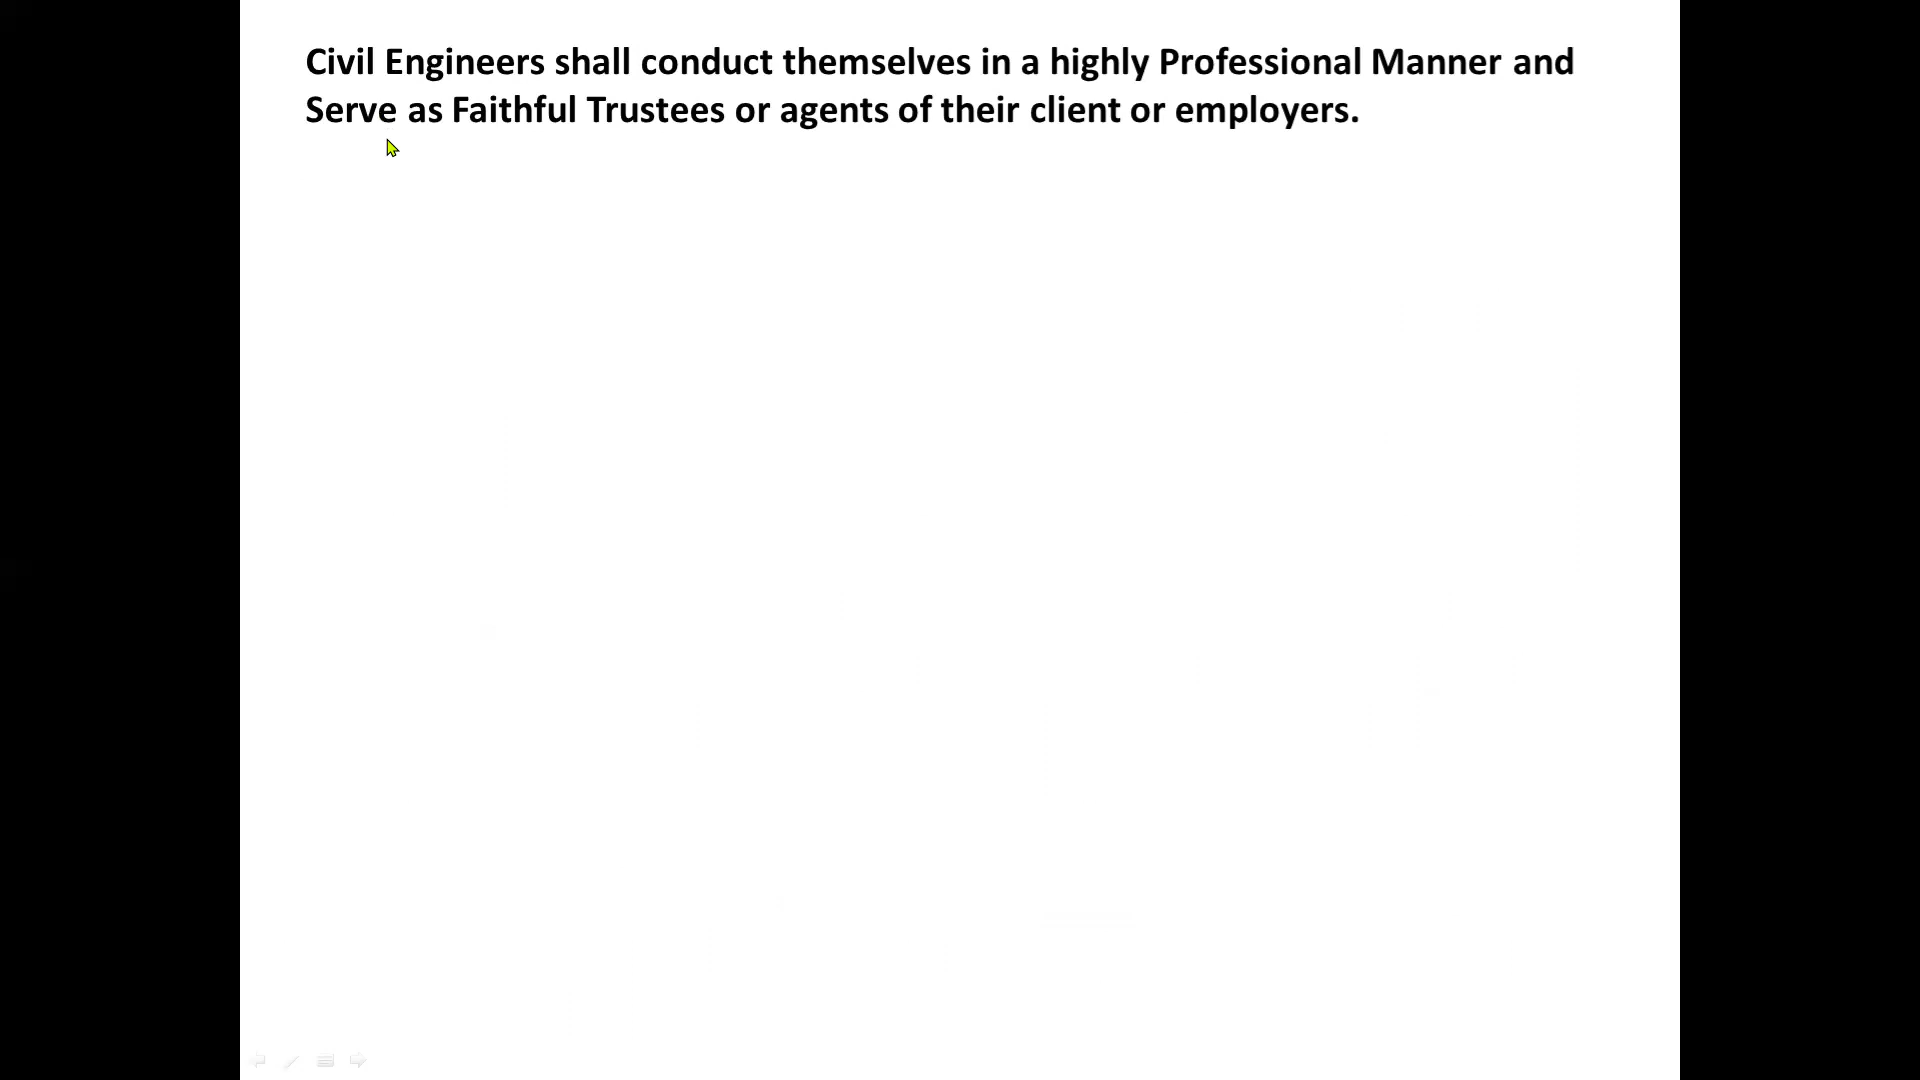 Civil Engineers shall conduct themselves in a highly Professional Manner and
Serve as Faithful Trustees or agents of their client or employers.